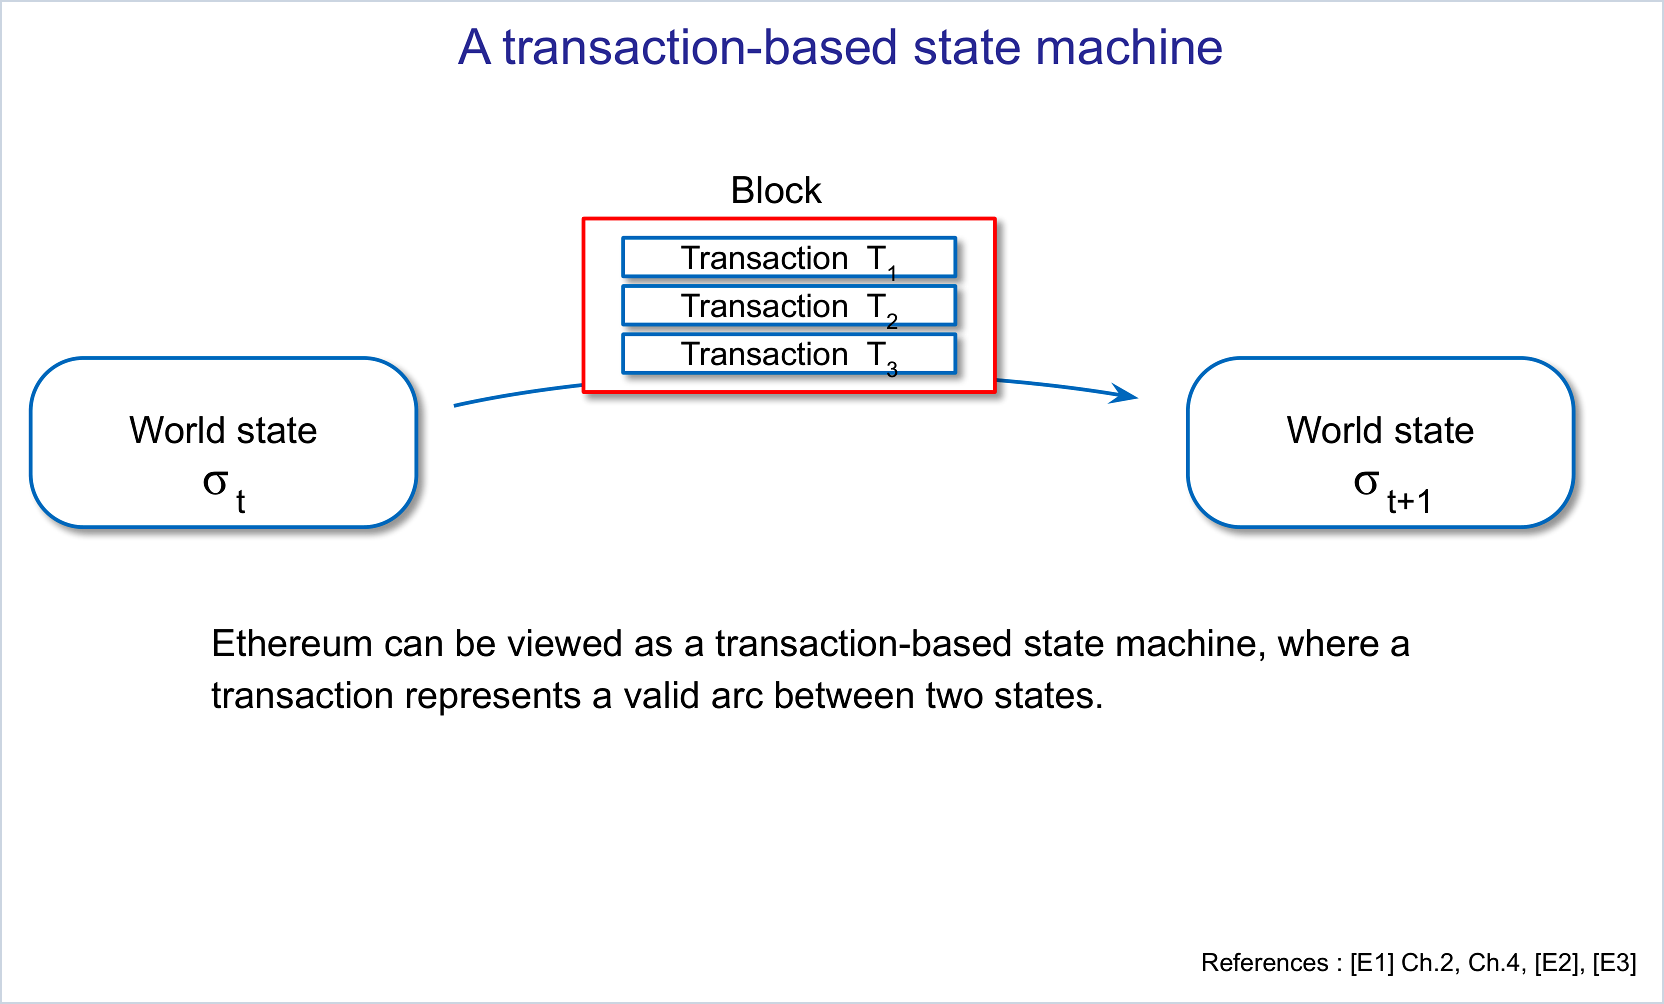 A transaction-based state machine
Block
Transaction T1
Transaction T2
Transaction T3
World state
σ t
World state
σ t+1
Ethereum can be viewed as a transaction-based state machine, where a
transaction represents a valid arc between two states.
References : [E1] Ch.2, Ch.4, [E2], [E3]